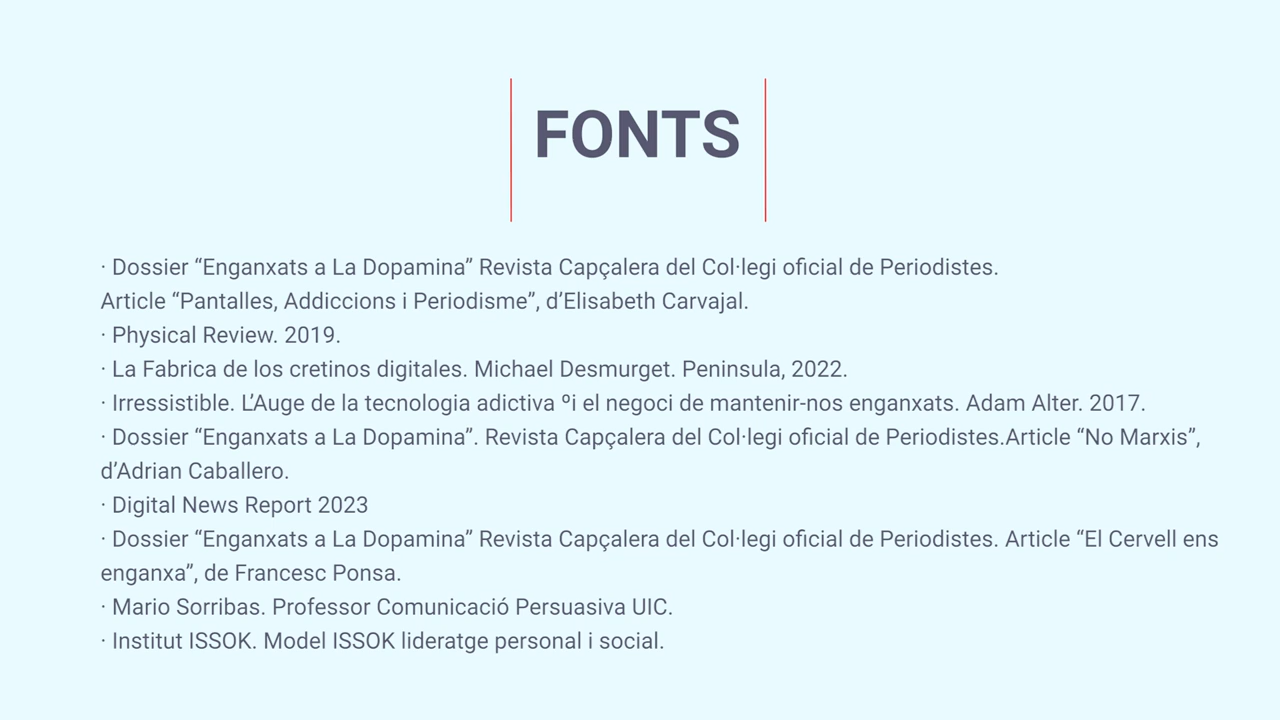 FONTS
· Dossier “Enganxats a La Dopamina” Revista Capçalera del Col·legi oficial de Periodistes.
Article “Pantalles, Addiccions i Periodisme”, d’Elisabeth Carvajal.
· Physical Review. 2019.
· La Fabrica de los cretinos digitales. Michael Desmurget. Peninsula, 2022.
· Irressistible. L’Auge de la tecnologia adictiva ºi el negoci de mantenir-nos enganxats. Adam Alter. 2017.
· Dossier “Enganxats a La Dopamina”. Revista Capçalera del Col·legi oficial de Periodistes.Article “No Marxis”,
d’Adrian Caballero.
· Digital News Report 2023
· Dossier “Enganxats a La Dopamina” Revista Capçalera del Col·legi oficial de Periodistes. Article “El Cervell ens
enganxa”, de Francesc Ponsa.
· Mario Sorribas. Professor Comunicació Persuasiva UIC.
· Institut ISSOK. Model ISSOK lideratge personal i social.